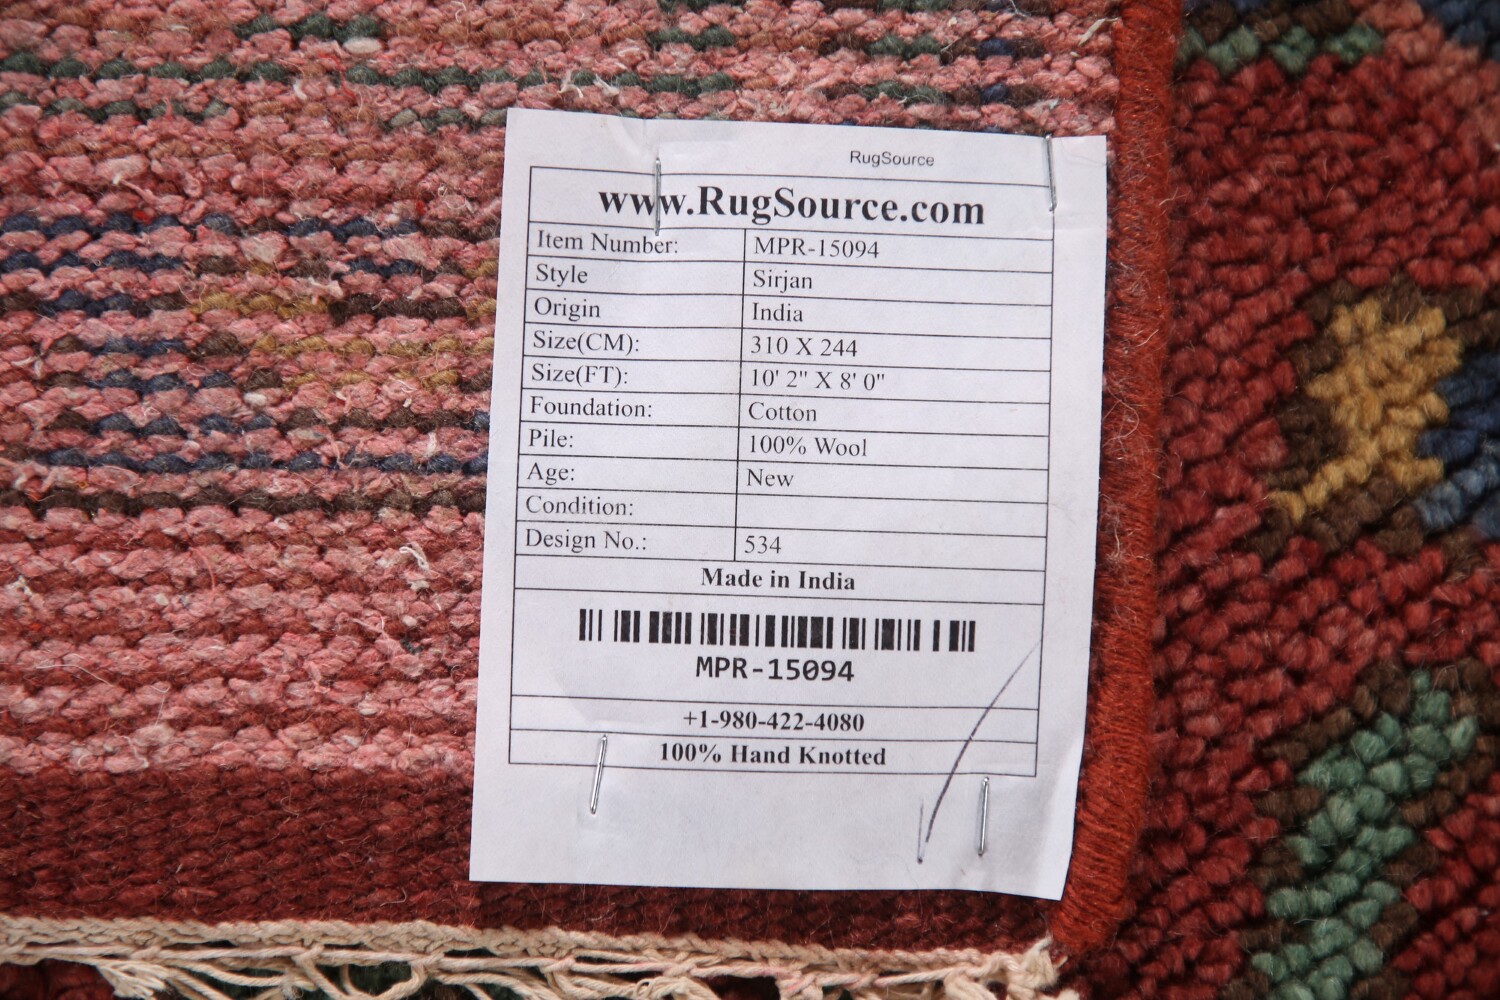 RugSource
www.RugSource.com
Item Number: MPR-15094
Style Sirjan
Origin India
Size(CM): 310 X 244
Size(FT): 10' 2" X 8' 0"
Foundation: Cotton
Pile: 100% Wool
Age: New
Condition:
Design No.: 534
Made in India
MPR-15094
+1-980-422-4080
100% Hand Knotted